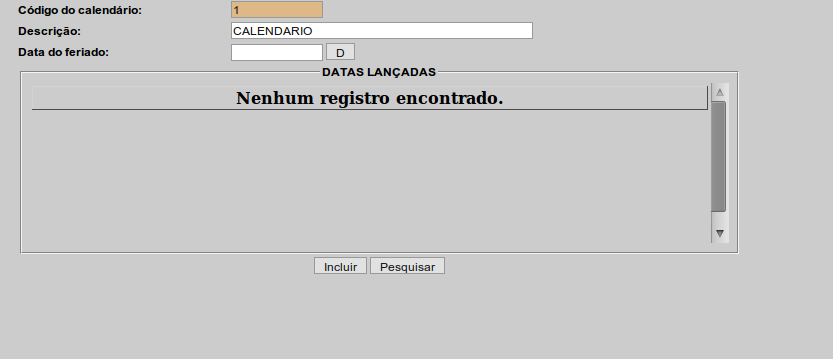 Código do calendário: 1
Descrição: CALENDARIO
Data do feriado: D
DATAS LANÇADAS
Nenhum registro encontrado.
Incluir Pesquisar